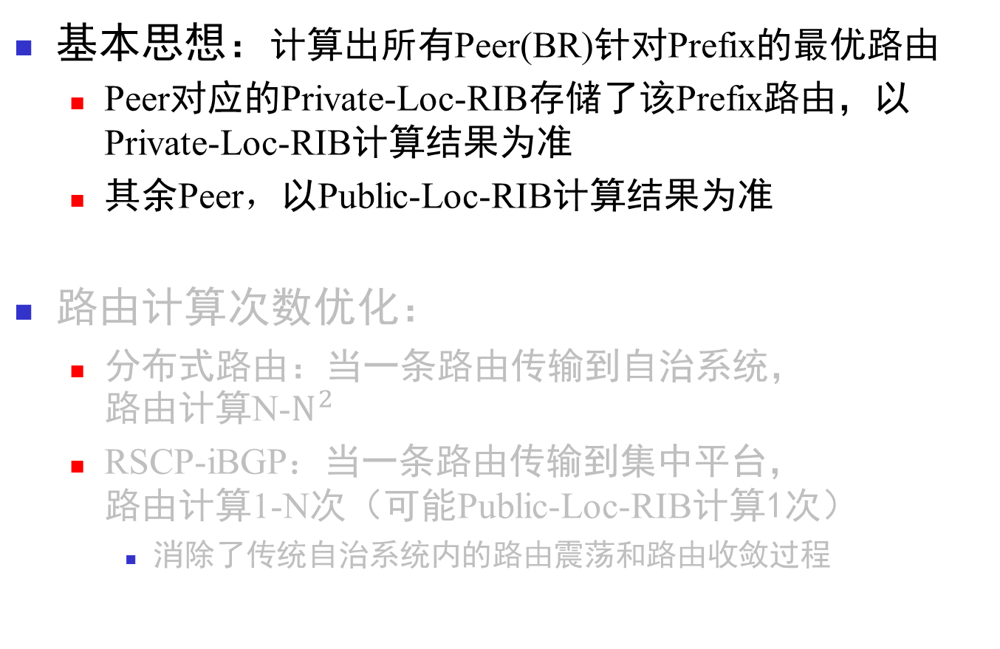 基本思想：计算出所有Peer(BR)针对Prefix的最优路由
Peer对应的Private-Loc-RIB存储了该Prefix路由，以
Private-Loc-RIB计算结果为准
其余Peer，以Public-Loc-RIB计算结果为准
路由计算次数优化：
分布式路由：当一条路由传输到自治系统，
路由计算N-N²
RSCP-iBGP：当一条路由传输到集中平台，
路由计算1-N次（可能Public-Loc-RIB计算1次）
消除了传统自治系统内的路由震荡和路由收敛过程